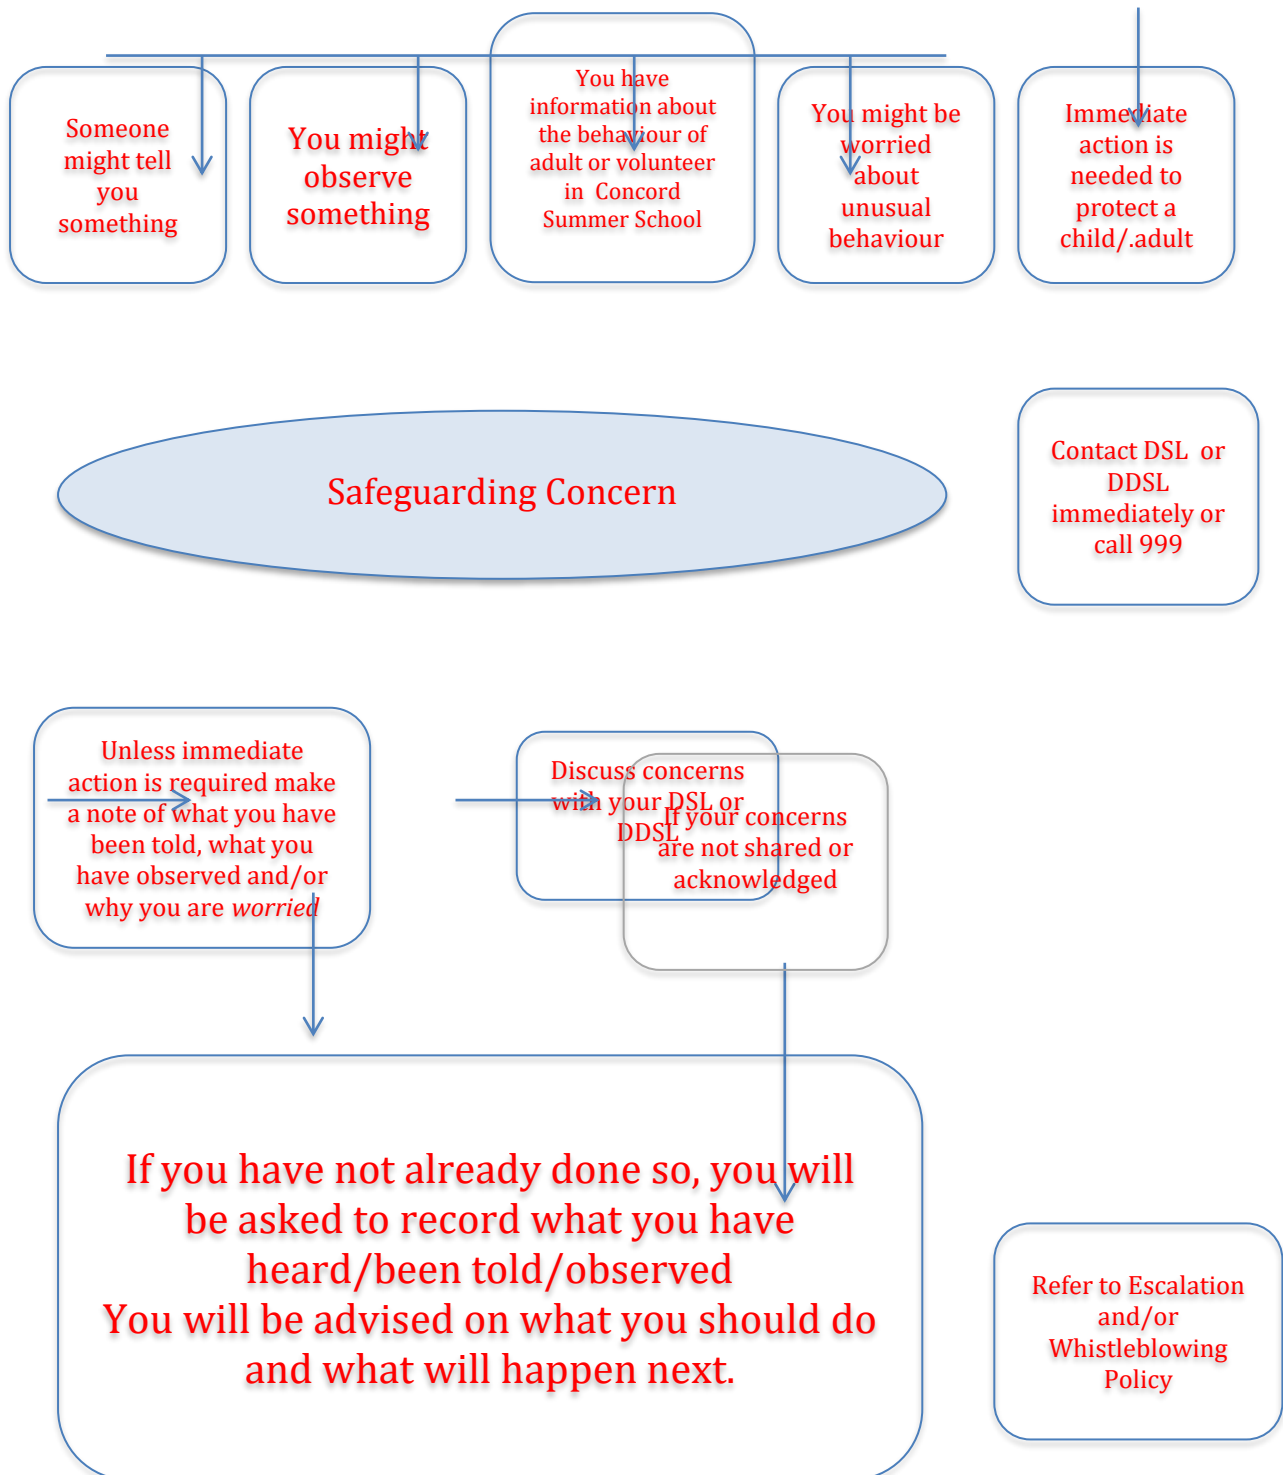 Someone
might tell
you
something
You might
observe
something
You have
information about
the behaviour of
adult or volunteer
in Concord
Summer School
You might be
worried
about
unusual
behaviour
Immediate
action is
needed to
protect a
child/.adult
Safeguarding Concern
Contact DSL or
DDSL
immediately or
call 999
Unless immediate
action is required make
a note of what you have
been told, what you
have observed and/or
why you are worried
Discuss concerns
with your DSL or
DDSL
If your concerns
are not shared or
acknowledged
If you have not already done so, you will
be asked to record what you have
heard/been told/observed
You will be advised on what you should do
and what will happen next.
Refer to Escalation
and/or
Whistleblowing
Policy